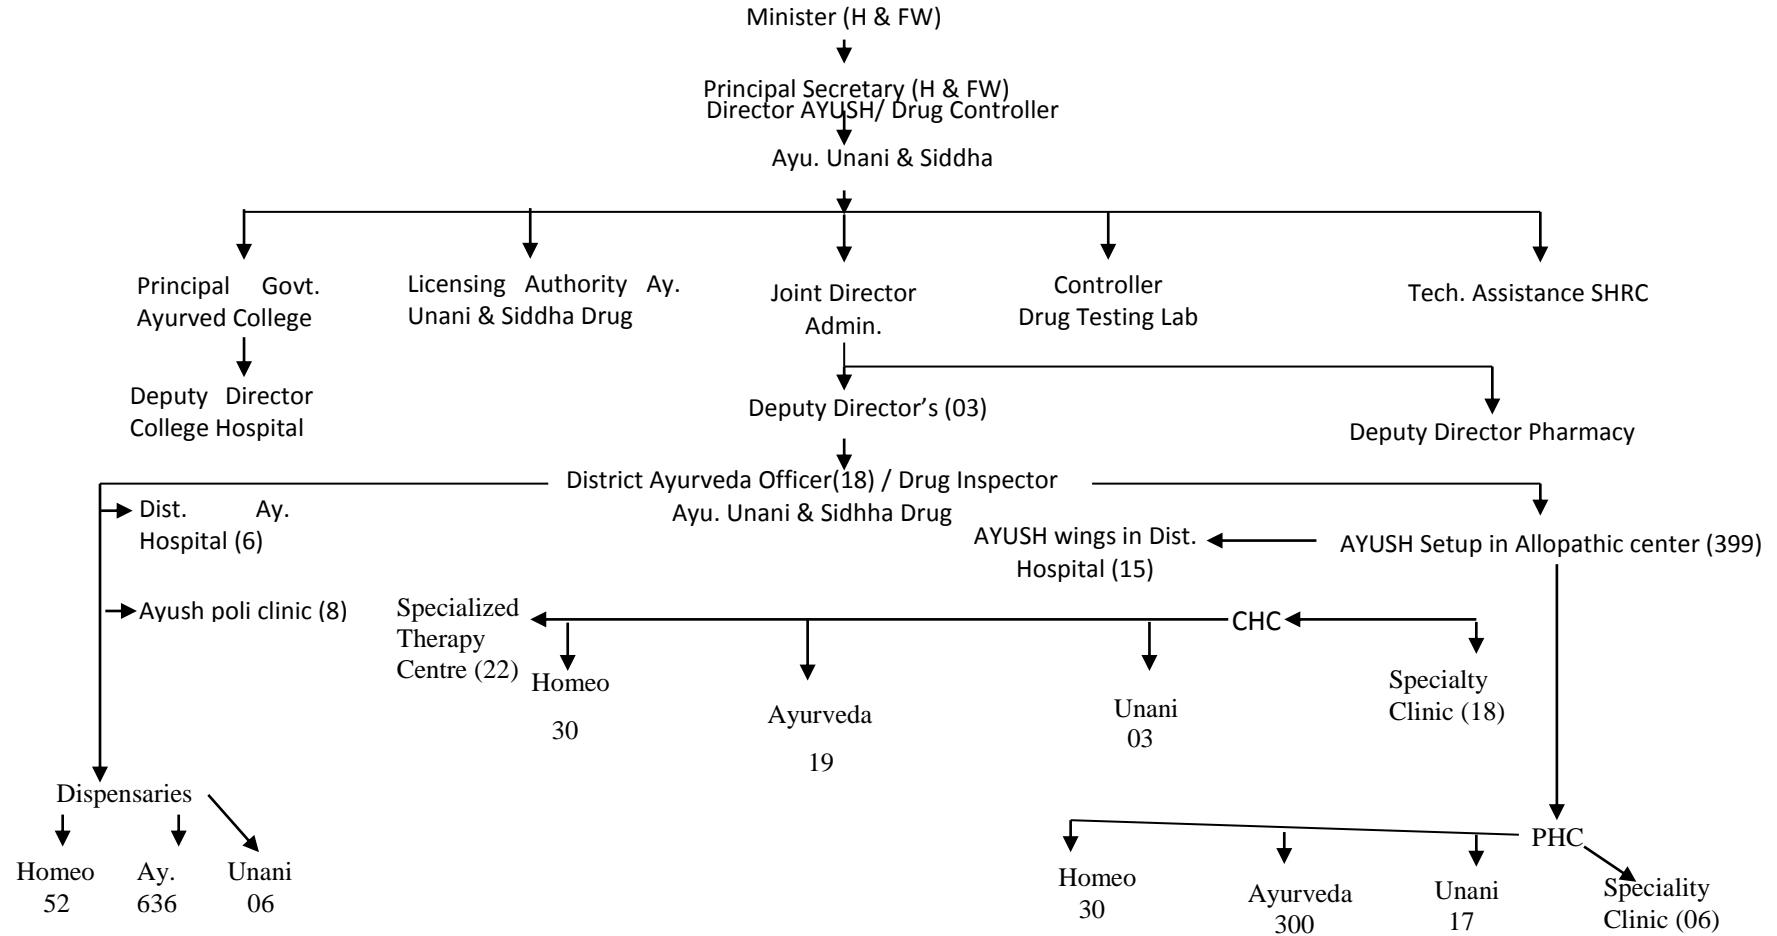 Minister (H & FW)
Principal Secretary (H & FW)
Director AYUSH/ Drug Controller
Ayu. Unani & Siddha
Principal Govt.
Ayurved College
Licensing Authority Ay.
Unani & Siddha Drug
Joint Director
Admin.
Controller
Drug Testing Lab
Tech. Assistance SHRC
Deputy Director
College Hospital
Deputy Director’s (03)
Deputy Director Pharmacy
District Ayurveda Officer(18) / Drug Inspector
Ayu. Unani & Sidhha Drug
Dist. Ay.
Hospital (6)
AYUSH wings in Dist.
Hospital (15)
AYUSH Setup in Allopathic center (399)
Ayush poli clinic (8)
Specialized
Therapy
Centre (22)
CHC
Homeo
30
Ayurveda
19
Unani
03
Specialty
Clinic (18)
Dispensaries
Homeo
52
Ay.
636
Unani
06
PHC
Homeo
30
Ayurveda
300
Unani
17
Speciality
Clinic (06)